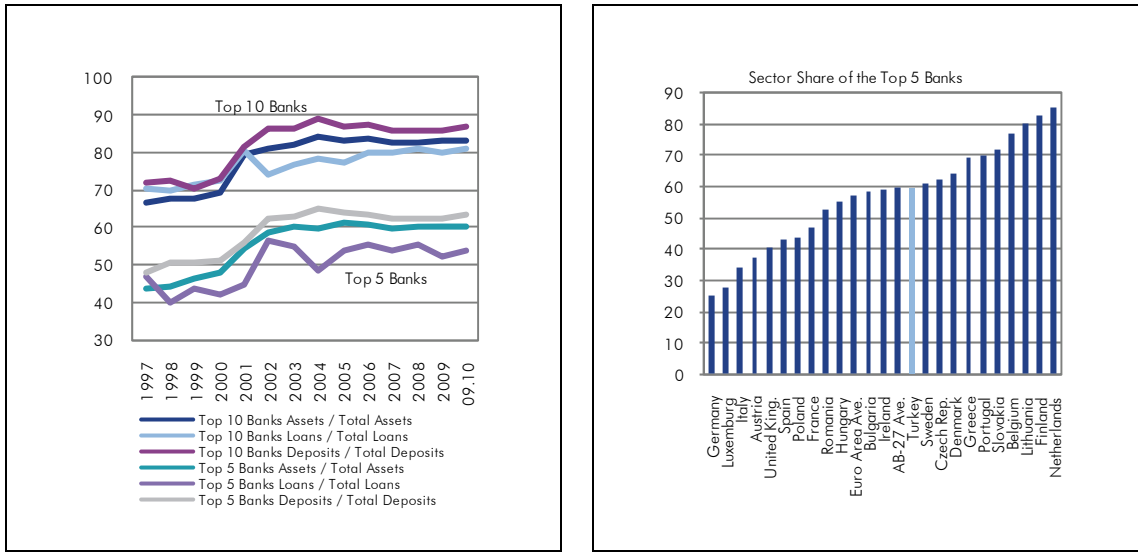 100
90
80
70
60
50
40
30
Top 10 Banks
Top 5 Banks
1997
1998
1999
2000
2001
2002
2003
2004
2005
2006
2007
2008
2009
09.10
Top 10 Banks Assets / Total Assets
Top 10 Banks Loans / Total Loans
Top 10 Banks Deposits / Total Deposits
Top 5 Banks Assets / Total Assets
Top 5 Banks Loans / Total Loans
Top 5 Banks Deposits / Total Deposits
Sector Share of the Top 5 Banks
90
80
70
60
50
40
30
20
10
0
Germany
Luxemburg
Italy
Austria
United King.
Spain
Poland
France
Romania
Hungary
Euro Area Ave.
Bulgaria
Ireland
AB-27 Ave.
Turkey
Sweden
Czech Rep.
Denmark
Greece
Portugal
Slovakia
Belgium
Lithuania
Finland
Netherlands